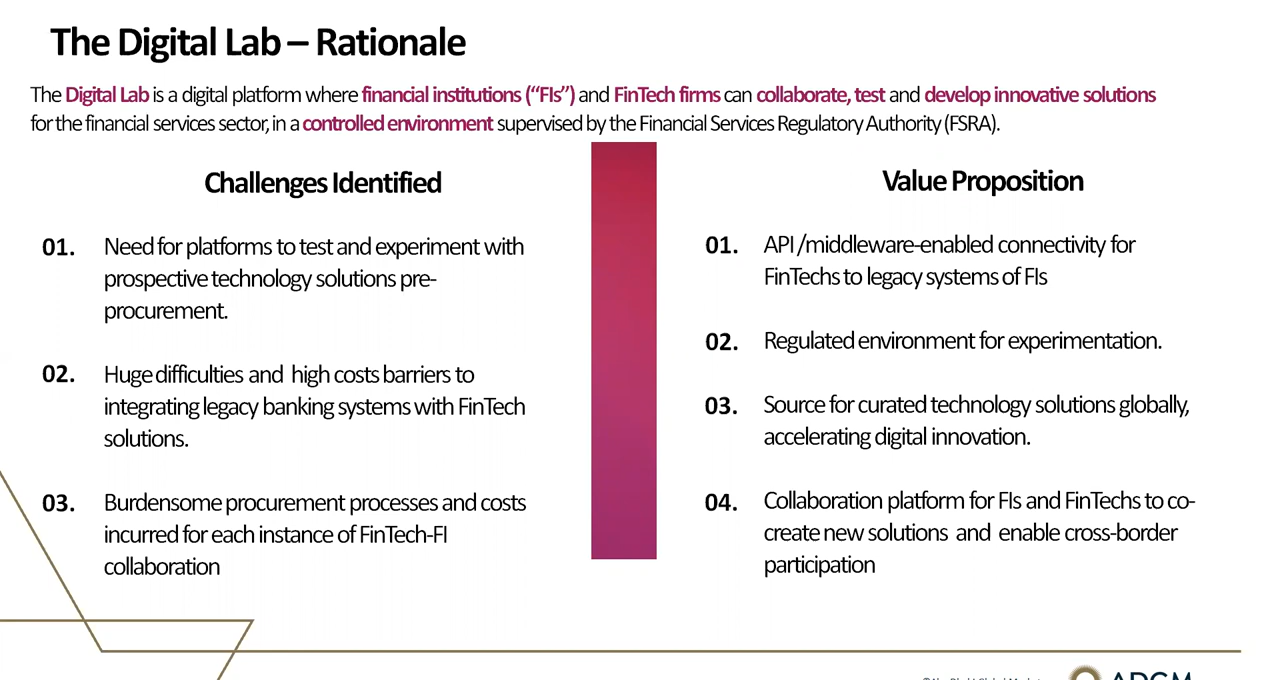 The Digital Lab – Rationale
The Digital Lab is a digital platform where financial institutions (“FIs”) and FinTech firms can collaborate, test and develop innovative solutions
for the financial services sector, in a controlled environment supervised by the Financial Services Regulatory Authority (FSRA).
Challenges Identified
01. Need for platforms to test and experiment with
prospective technology solutions pre-
procurement.
02. Huge difficulties and high costs barriers to
integrating legacy banking systems with FinTech
solutions.
03. Burdensome procurement processes and costs
incurred for each instance of FinTech-FI
collaboration
Value Proposition
01. API /middleware-enabled connectivity for
FinTechs to legacy systems of FIs
02. Regulated environment for experimentation.
03. Source for curated technology solutions globally,
accelerating digital innovation.
04. Collaboration platform for FIs and FinTechs to co-
create new solutions and enable cross-border
participation
ADGM